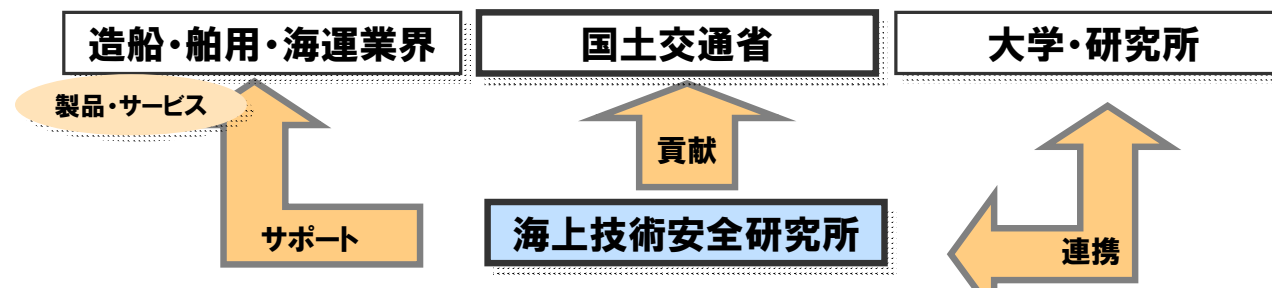 造船・舶用・海運業界
国土交通省
大学・研究所
製品・サービス
貢献
サポート
海上技術安全研究所
連携